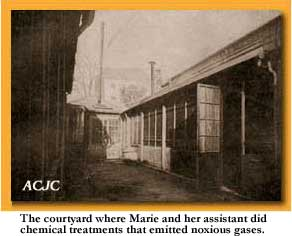 ACJC
The courtyard where Marie and her assistant did
chemical treatments that emitted noxious gases.